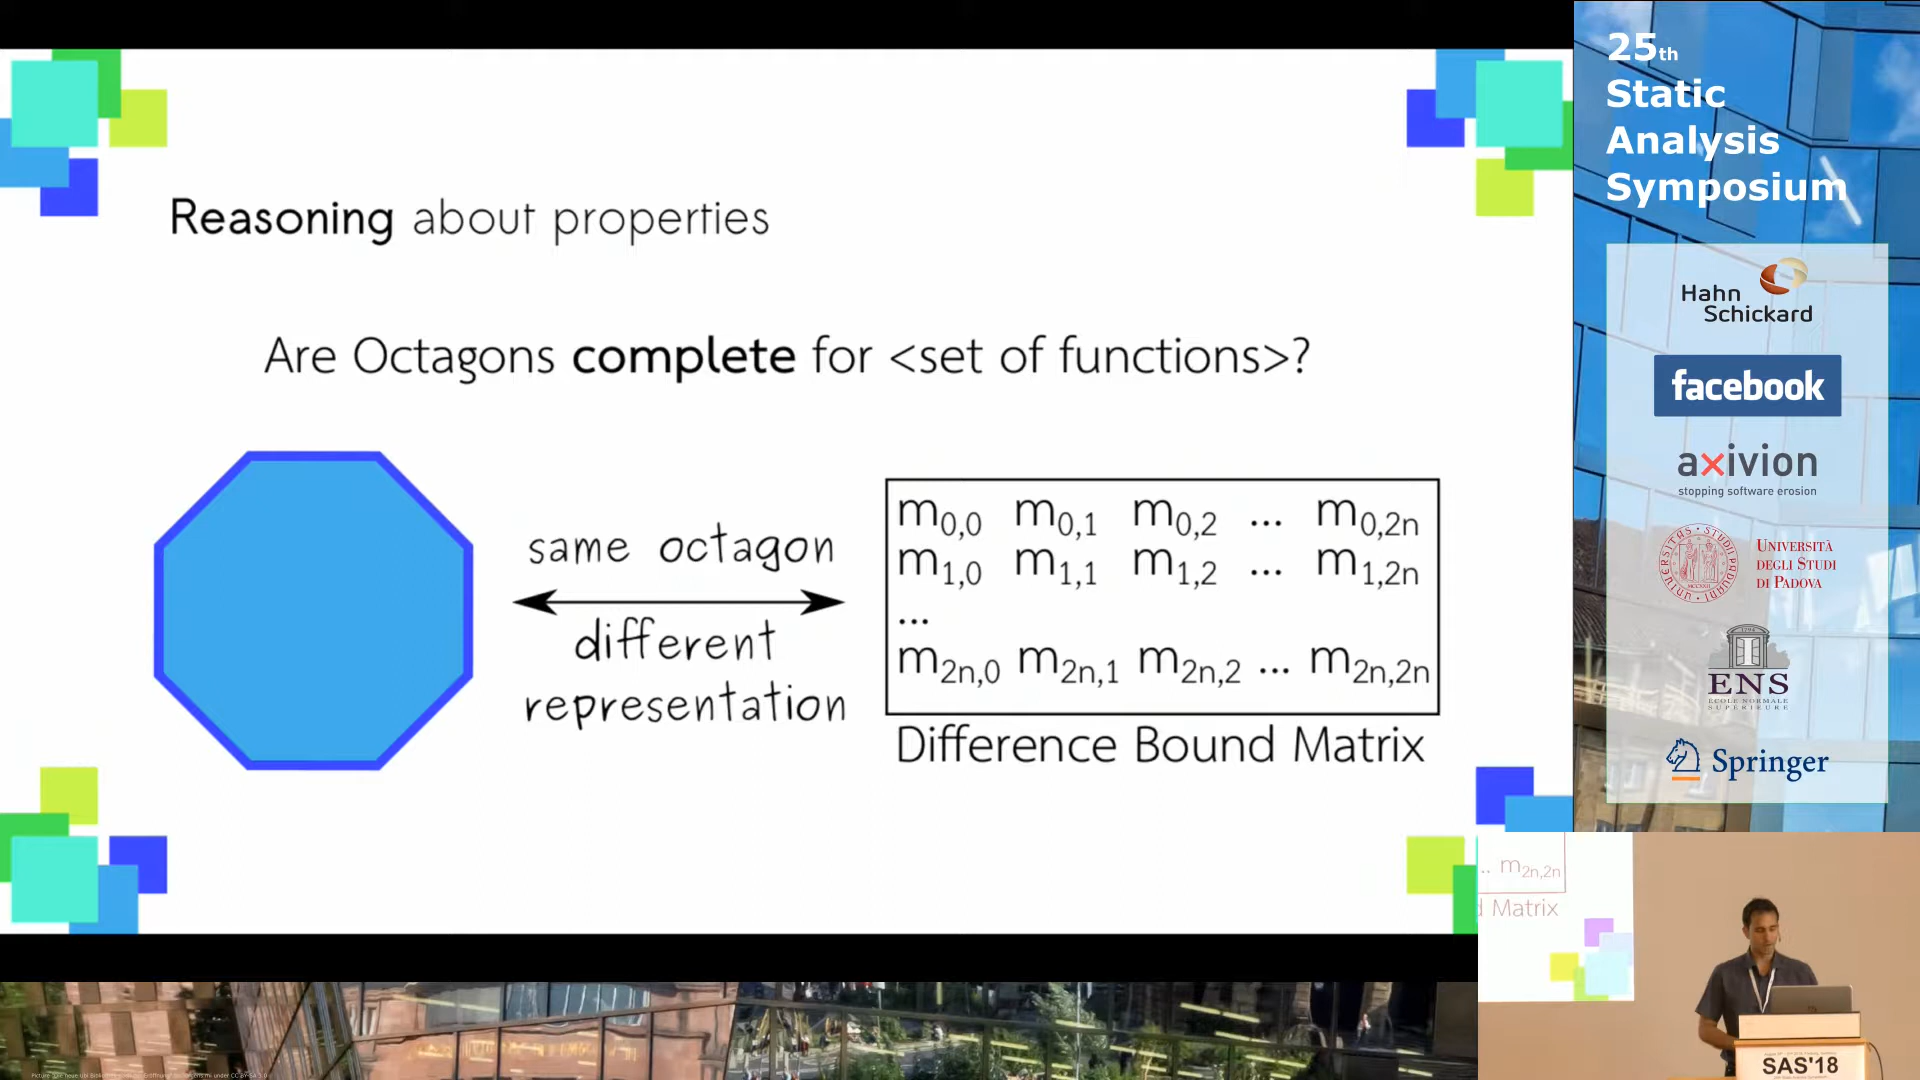 Reasoning about properties
Are Octagons complete for <set of functions>?
same octagon
different
representation
m0,0 m0,1 m0,2 ... m0,2n
m1,0 m1,1 m1,2 ... m1,2n
...
m2n,0 m2n,1 m2n,2 ... m2n,2n
Difference Bound Matrix
25th
Static
Analysis
Symposium
Hahn
Schickard
facebook
axivion
stopping software erosion
UNIVERSITÀ
DEGLI STUDI
DI PADOVA
ENS
ÉCOLE NORMALE
SUPÉRIEURE
Springer
.. m2n,2n
d Matrix
SAS'18